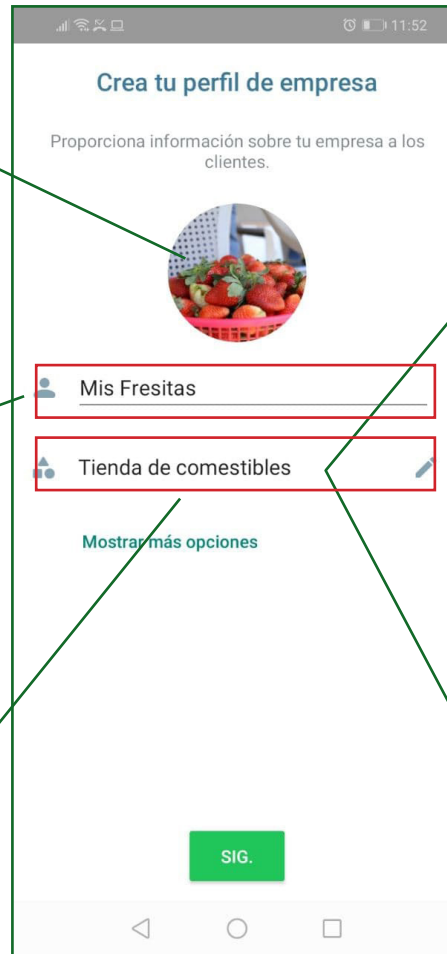 11:52
Crea tu perfil de empresa
Proporciona información sobre tu empresa a los
clientes.
Mis Fresitas
Tienda de comestibles
Mostrar más opciones
SIG.